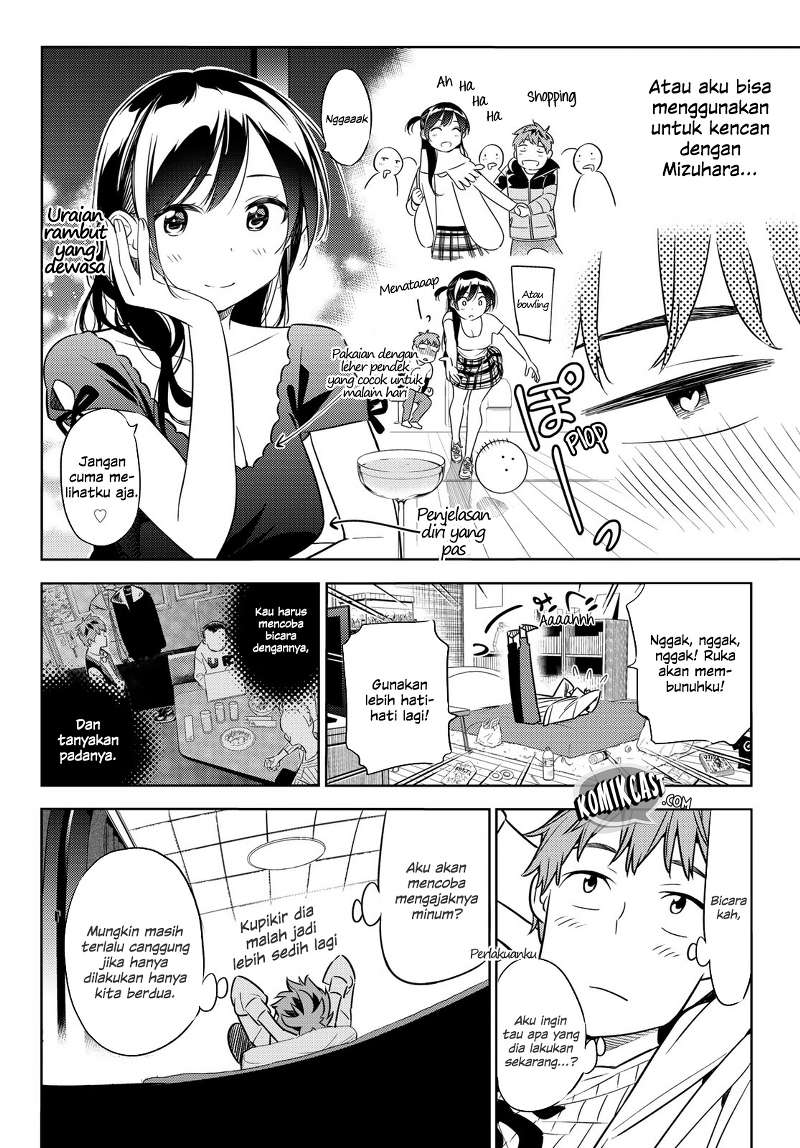 Atau aku bisa
menggunakan
untuk kencan
dengan
Mizuhara...
Shopping
Ah
Ha
Ha
Ha
Nggaaak
Atau
bowling
Menataaap
ぽ
PLOP
Uraian
rambut
yang
dewasa
Pakaian dengan
leher pendek
yang cocok untuk
malam hari
Penjelasan
diri yang
pas
Jangan
cuma me-
lihatku aja.
♡
Nggak, nggak,
nggak! Ruka
akan mem-
bunuhku!
Aaaahhh
Gunakan
lebih hati-
hati lagi!
Kau harus
mencoba
bicara
dengannya,
Dan
tanyakan
padanya.
KOMIKCAST
.COM
Bicara
kah,
Perlakuanku
Aku ingin
tau apa yang
dia lakukan
sekarang...?
Aku akan
mencoba
mengajaknya
minum?
Kupikir dia
malah jadi
lebih sedih lagi
Mungkin masih
terlalu canggung
jika hanya
dilakukan hanya
kita berdua.